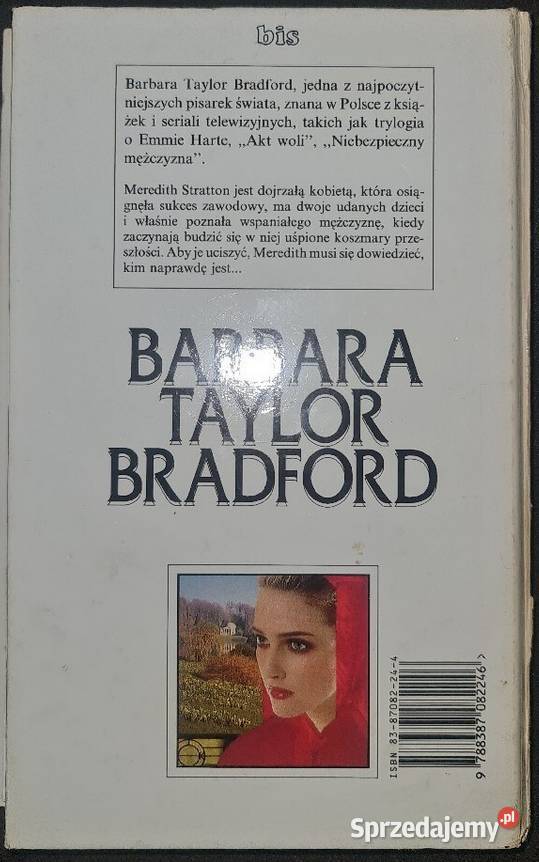 bis
Barbara Taylor Bradford, jedna z najpoczyt-
niejszych pisarek świata, znana w Polsce z ksią-
żek i seriali telewizyjnych, takich jak trylogia
o Emmie Harte, „Akt woli”, „Niebezpieczny
mężczyzna”.
Meredith Stratton jest dojrzałą kobietą, która osią-
gnęła sukces zawodowy, ma dwoje udanych dzieci
i właśnie poznała wspaniałego mężczyznę, kiedy
zaczynają budzić się w niej uśpione koszmary prze-
szłości. Aby je uciszyć, Meredith musi się dowiedzieć,
kim naprawdę jest...
BARBARA
TAYLOR
BRADFORD
ISBN 83-87082-24-4
9 788387 082246 >
Sprzedajemy.pl